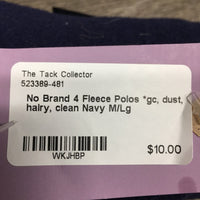 The Tack Collector
523389-481
No Brand 4 Fleece Polos *gc, dust,
hairy, clean Navy M/Lg
WKJHBP
$10.00